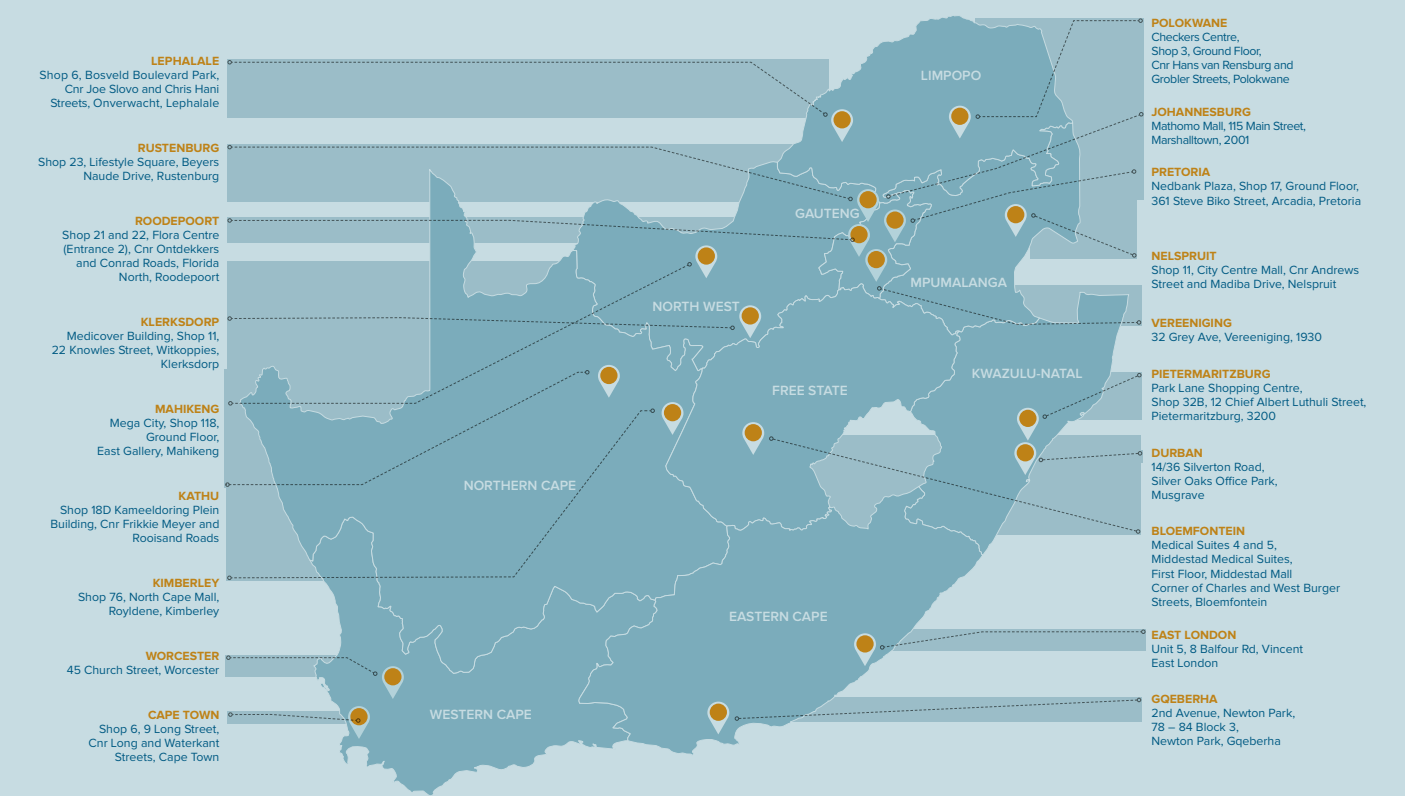 LEPHALALE
Shop 6, Bosveld Boulevard Park,
Cnr Joe Slovo and Chris Hani
Streets, Onverwacht, Lephalale
RUSTENBURG
Shop 23, Lifestyle Square, Beyers
Naude Drive, Rustenburg
ROODEPOORT
Shop 21 and 22, Flora Centre
(Entrance 2), Cnr Ontdekkers
and Conrad Roads, Florida
North, Roodepoort
KLERKSDORP
Medicover Building, Shop 11,
22 Knowles Street, Witkoppies,
Klerksdorp
MAHIKENG
Mega City, Shop 118,
Ground Floor,
East Gallery, Mahikeng
KATHU
Shop 18D Kameeldoring Plein
Building, Cnr Frikkie Meyer and
Rooisand Roads
KIMBERLEY
Shop 76, North Cape Mall,
Royldene, Kimberley
WORCESTER
45 Church Street, Worcester
CAPE TOWN
Shop 6, 9 Long Street,
Cnr Long and Waterkant
Streets, Cape Town
LIMPOPO
GAUTENG
MPUMALANGA
NORTH WEST
FREE STATE
KWAZULU-NATAL
NORTHERN CAPE
EASTERN CAPE
WESTERN CAPE
POLOKWANE
Checkers Centre,
Shop 3, Ground Floor,
Cnr Hans van Rensburg and
Grobler Streets, Polokwane
JOHANNESBURG
Mathomo Mall, 115 Main Street,
Marshalltown, 2001
PRETORIA
Nedbank Plaza, Shop 17, Ground Floor,
361 Steve Biko Street, Arcadia, Pretoria
NELSPRUIT
Shop 11, City Centre Mall, Cnr Andrews
Street and Madiba Drive, Nelspruit
VEREENIGING
32 Grey Ave, Vereeniging, 1930
PIETERMARITZBURG
Park Lane Shopping Centre,
Shop 32B, 12 Chief Albert Luthuli Street,
Pietermaritzburg, 3200
DURBAN
14/36 Silverton Road,
Silver Oaks Office Park,
Musgrave
BLOEMFONTEIN
Medical Suites 4 and 5,
Middestad Medical Suites,
First Floor, Middestad Mall
Corner of Charles and West Burger
Streets, Bloemfontein
EAST LONDON
Unit 5, 8 Balfour Rd, Vincent
East London
GQEBERHA
2nd Avenue, Newton Park,
78 – 84 Block 3,
Newton Park, Gqeberha